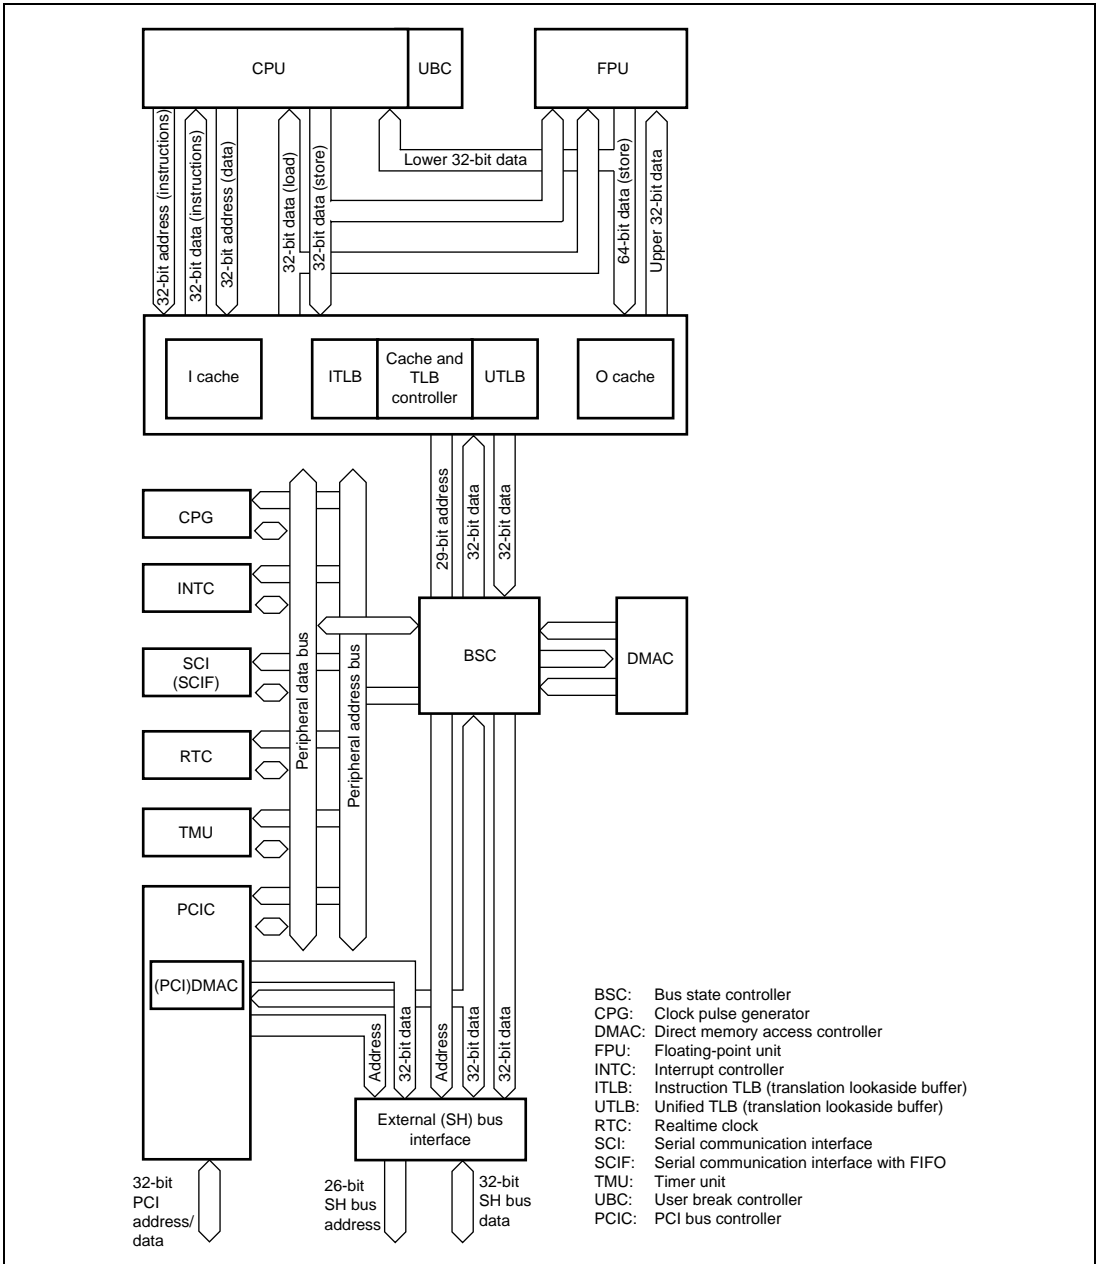 CPU
UBC
FPU
32-bit address (instructions)
32-bit data (instructions)
32-bit address (data)
32-bit data (load)
32-bit data (store)
Lower 32-bit data
64-bit data (store)
Upper 32-bit data
I cache
ITLB
Cache and
TLB
controller
UTLB
O cache
29-bit address
32-bit data
32-bit data
CPG
INTC
SCI
(SCIF)
RTC
TMU
PCIC
(PCI)DMAC
Peripheral data bus
Peripheral address bus
BSC
DMAC
Address
32-bit data
Address
32-bit data
32-bit data
External (SH) bus
interface
32-bit
PCI
address/
data
26-bit
SH bus
address
32-bit
SH bus
data
BSC: Bus state controller
CPG: Clock pulse generator
DMAC: Direct memory access controller
FPU: Floating-point unit
INTC: Interrupt controller
ITLB: Instruction TLB (translation lookaside buffer)
UTLB: Unified TLB (translation lookaside buffer)
RTC: Realtime clock
SCI: Serial communication interface
SCIF: Serial communication interface with FIFO
TMU: Timer unit
UBC: User break controller
PCIC: PCI bus controller